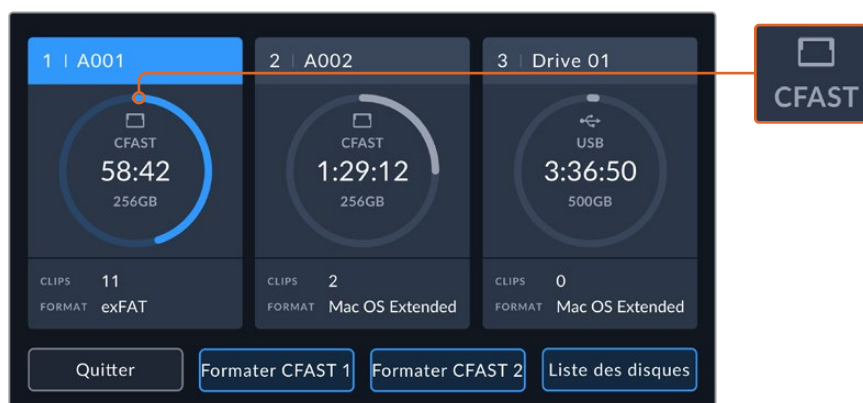 1 | A001
CFAST
58:42
256GB
CLIPS 11
FORMAT exFAT
2 | A002
CFAST
1:29:12
256GB
CLIPS 2
FORMAT Mac OS Extended
3 | Drive 01
USB
3:36:50
500GB
CLIPS 0
FORMAT Mac OS Extended
Quitter
Formater CFAST 1
Formater CFAST 2
Liste des disques
CFAST